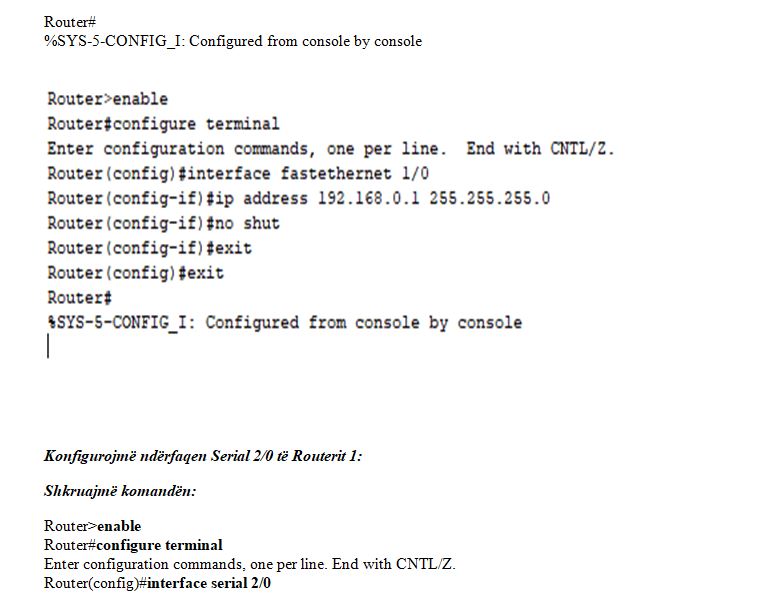 Router#
%SYS-5-CONFIG_I: Configured from console by console
Router>enable
Router#configure terminal
Enter configuration commands, one per line.  End with CNTL/Z.
Router(config)#interface fastethernet 1/0
Router(config-if)#ip address 192.168.0.1 255.255.255.0
Router(config-if)#no shut
Router(config-if)#exit
Router(config)#exit
Router#
%SYS-5-CONFIG_I: Configured from console by console
Konfigurojmë ndërfaqen Serial 2/0 të Routerit 1:
Shkruajmë komandën:
Router>enable
Router#configure terminal
Enter configuration commands, one per line. End with CNTL/Z.
Router(config)#interface serial 2/0